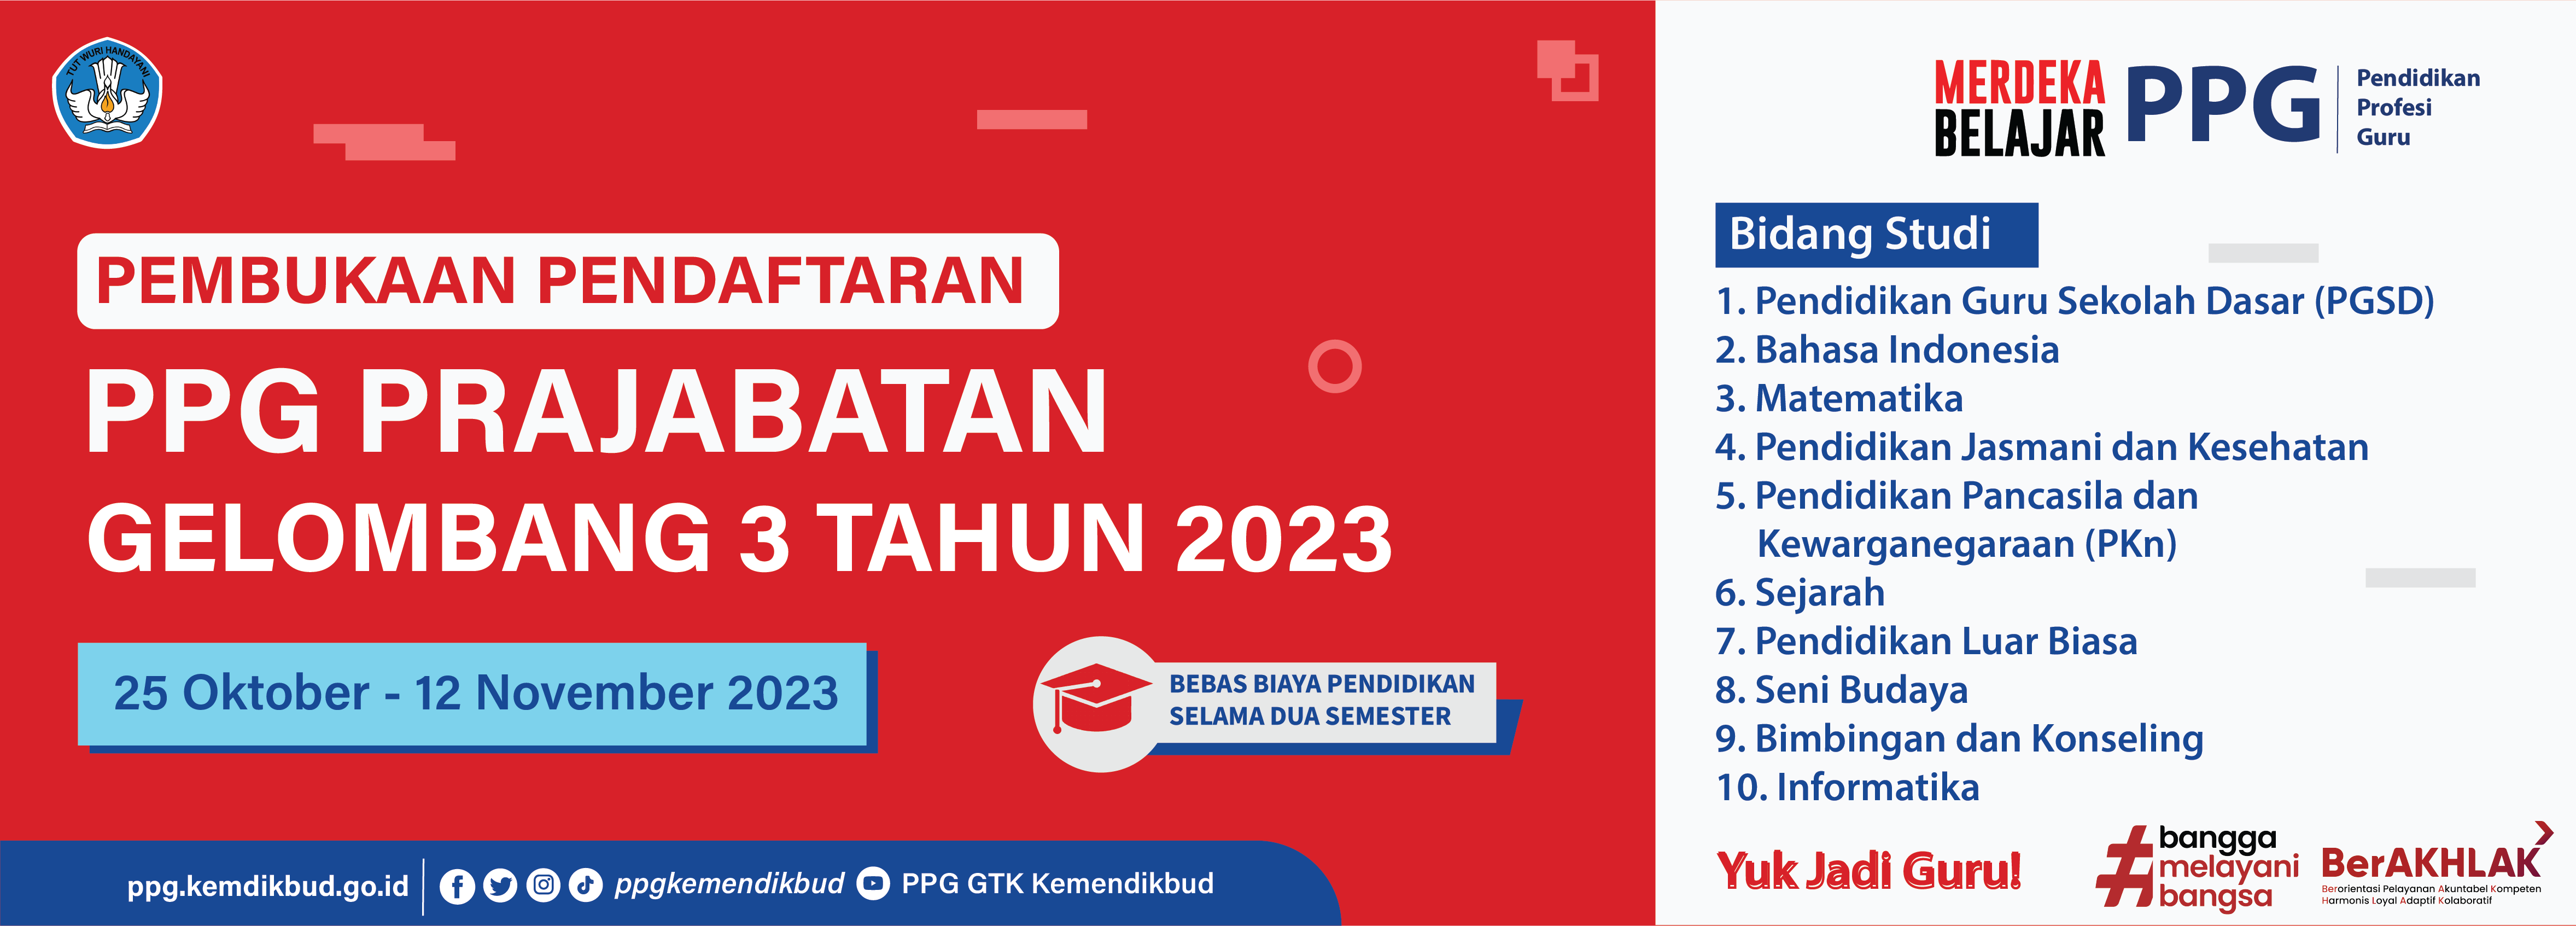 TUT WURI HANDAYANI
PEMBUKAAN PENDAFTARAN
PPG PRAJABATAN
GELOMBANG 3 TAHUN 2023
25 Oktober - 12 November 2023
BEBAS BIAYA PENDIDIKAN
SELAMA DUA SEMESTER
ppg.kemdikbud.go.id
ppgkemendikbud
PPG GTK Kemendikbud
MERDEKA
BELAJAR
PPG
Pendidikan
Profesi
Guru
Bidang Studi
1. Pendidikan Guru Sekolah Dasar (PGSD)
2. Bahasa Indonesia
3. Matematika
4. Pendidikan Jasmani dan Kesehatan
5. Pendidikan Pancasila dan
Kewarganegaraan (PKn)
6. Sejarah
7. Pendidikan Luar Biasa
8. Seni Budaya
9. Bimbingan dan Konseling
10. Informatika
Yuk Jadi Guru!
#bangga
melayani
bangsa
BerAKHLAK
Berorientasi Pelayanan Akuntabel Kompeten
Harmonis Loyal Adaptif Kolaboratif